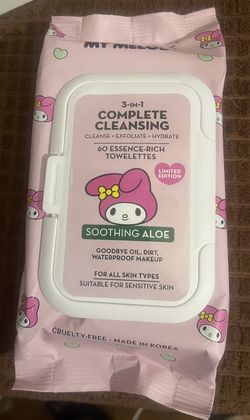 MY MELODY
3-IN-1
COMPLETE
CLEANSING
CLEANSE • EXFOLIATE • HYDRATE
60 ESSENCE-RICH
TOWELETTES
LIMITED
EDITION
SOOTHING ALOE
GOODBYE OIL, DIRT,
WATERPROOF MAKEUP
FOR ALL SKIN TYPES
SUITABLE FOR SENSITIVE SKIN
CRUELTY-FREE • MADE IN KOREA